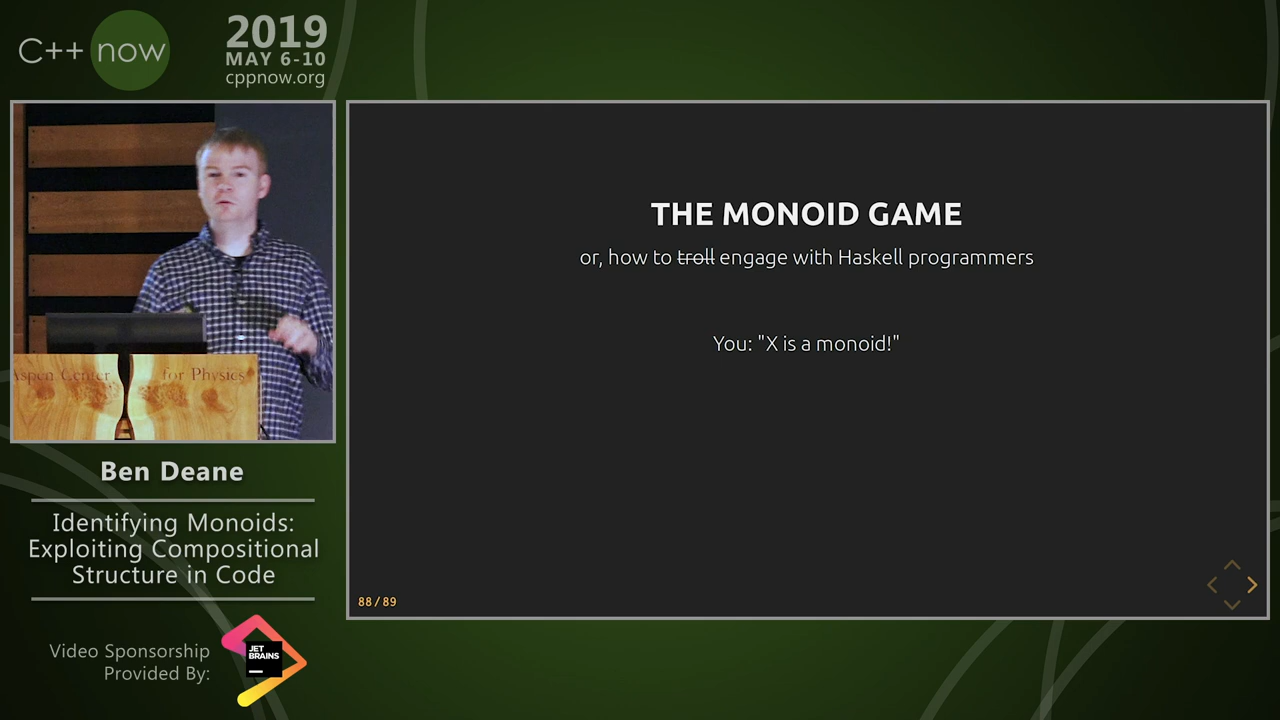 C++ now
2019
MAY 6-10
cppnow.org
THE MONOID GAME
or, how to troll engage with Haskell programmers
You: "X is a monoid!"
88/89
Aspen Center for Physics
Ben Deane
Identifying Monoids:
Exploiting Compositional
Structure in Code
Video Sponsorship
Provided By:
JET
BRAINS